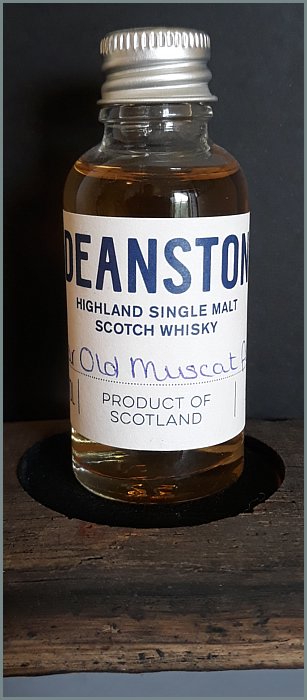 DEANSTON
HIGHLAND SINGLE MALT
SCOTCH WHISKY
Old Muscat
PRODUCT OF
SCOTLAND